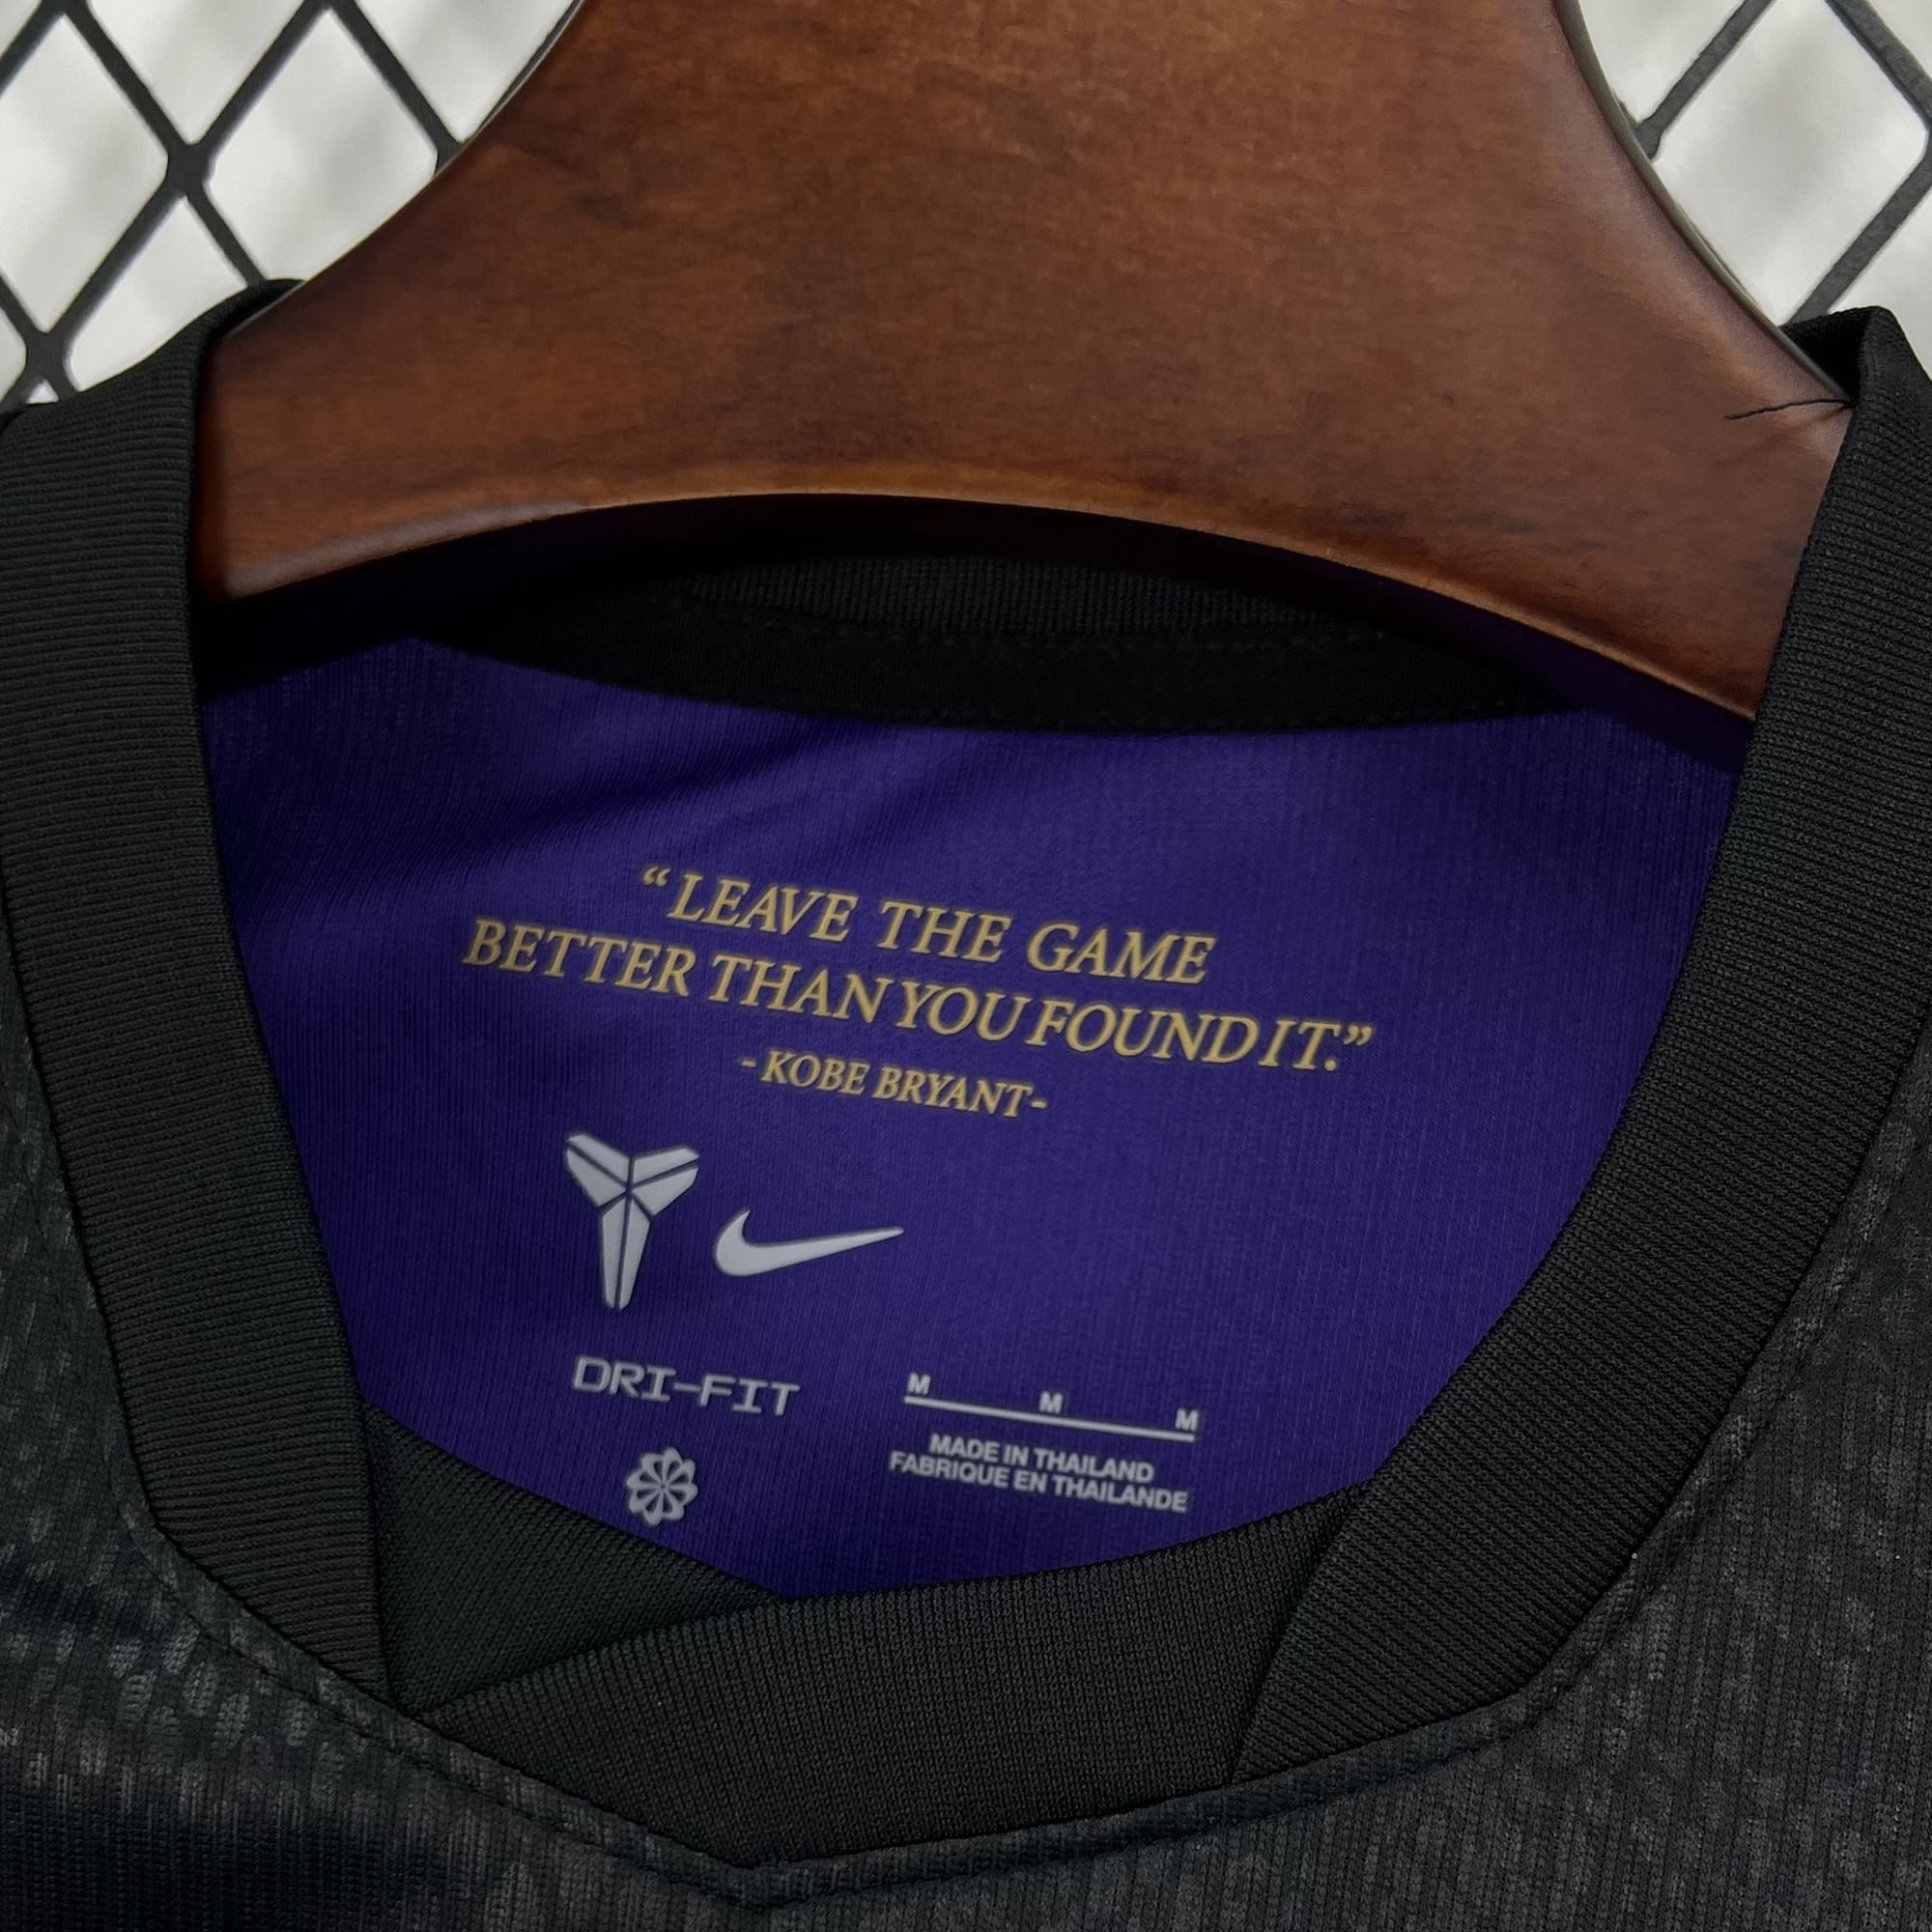 “LEAVE THE GAME
BETTER THAN YOU FOUND IT.”
-KOBE BRYANT-
DRI-FIT
M M M
MADE IN THAILAND
FABRIQUE EN THAILANDE